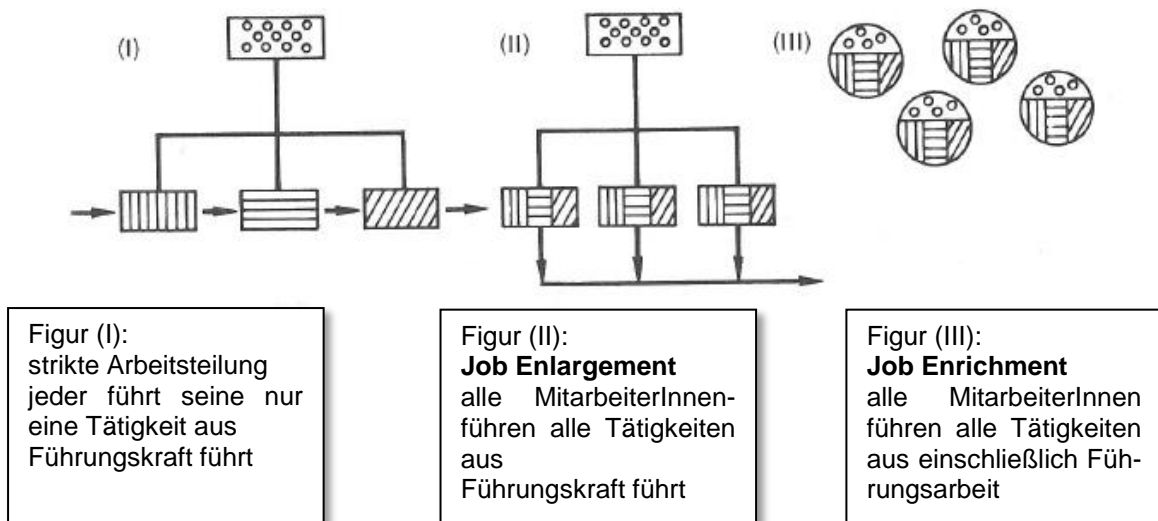 (I)
(II)
(III)
Figur (I):
strikte Arbeitsteilung
jeder führt seine nur
eine Tätigkeit aus
Führungskraft führt
Figur (II):
Job Enlargement
alle MitarbeiterInnen-
führen alle Tätigkeiten
aus
Führungskraft führt
Figur (III):
Job Enrichment
alle MitarbeiterInnen
führen alle Tätigkeiten
aus einschließlich Füh-
rungsarbeit